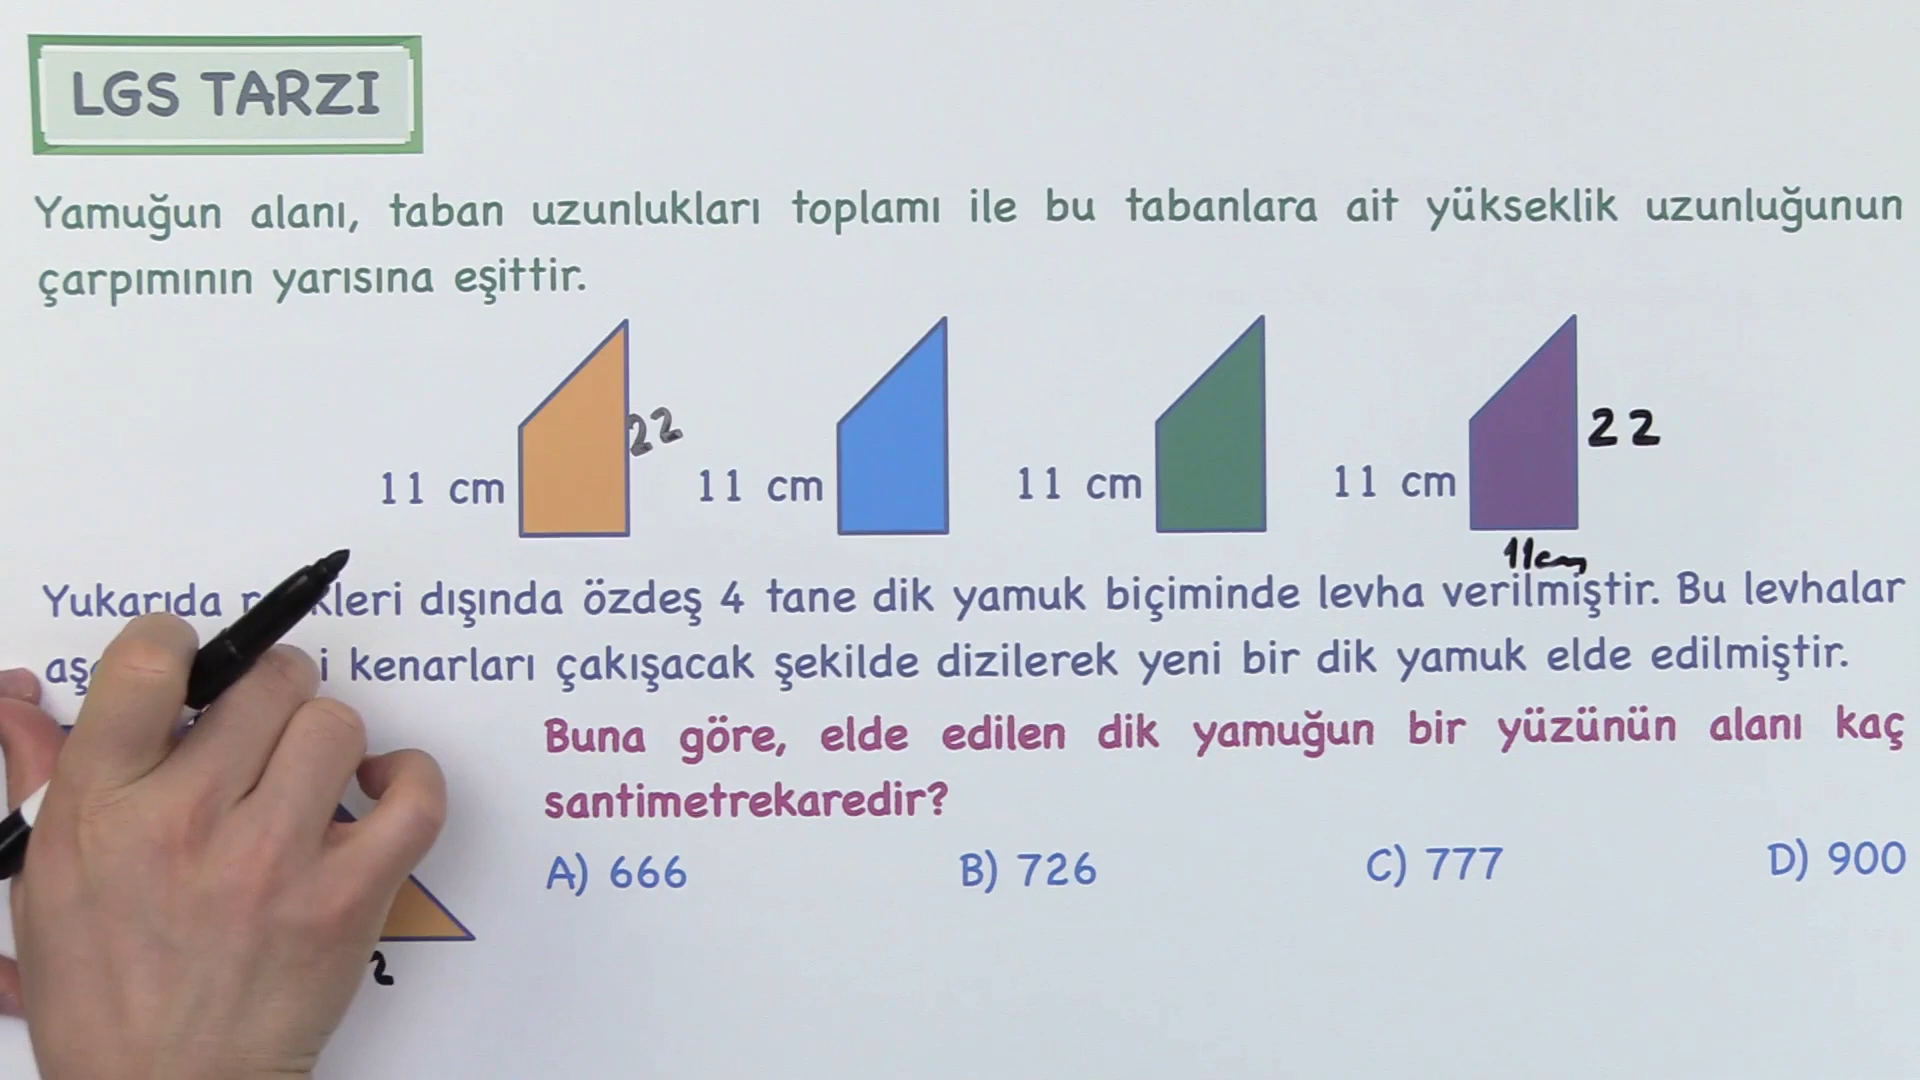 LGS TARZI
Yamuğun alanı, taban uzunlukları toplamı ile bu tabanlara ait yükseklik uzunluğunun
çarpımının yarısına eşittir.
22
22
11 cm
11 cm
11 cm
11 cm
11cm
Yukarıda dışında özdeş 4 tane dik yamuk biçiminde levha verilmiştir. Bu levhalar
kenarları çakışacak şekilde dizilerek yeni bir dik yamuk elde edilmiştir.
Buna göre, elde edilen dik yamuğun bir yüzünün alanı kaç
santimetrekaredir?
A) 666 B) 726 C) 777 D) 900
2